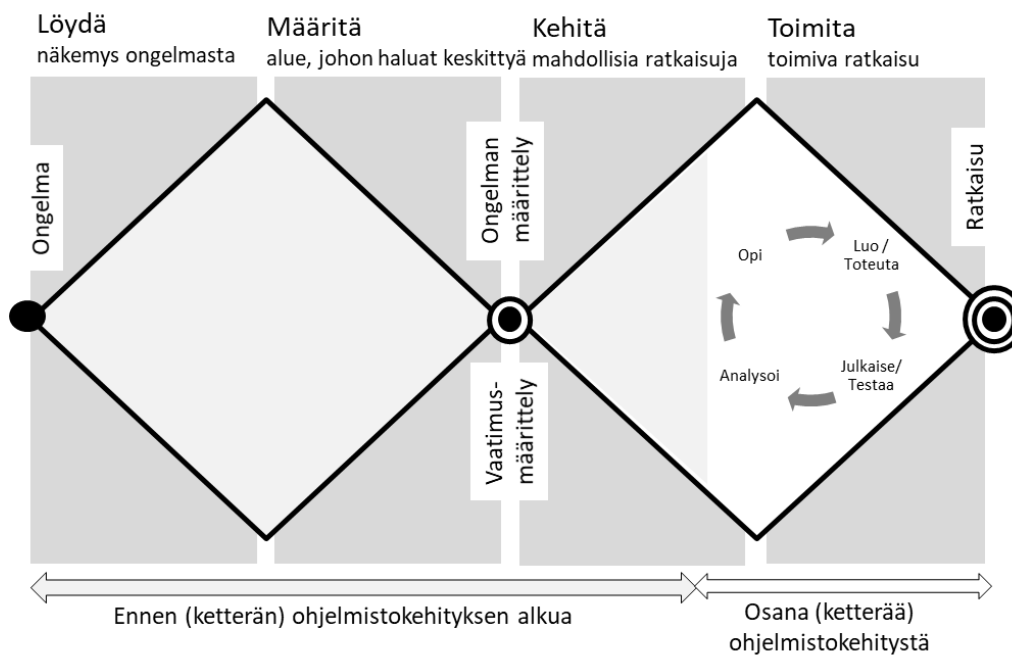 Löydä
näkemys ongelmasta
Määritä
alue, johon haluat keskittyä
Kehitä
mahdollisia ratkaisuja
Toimita
toimiva ratkaisu
Ongelma
Ongelman
määrittely
Vaatimus-
määrittely
Ratkaisu
Opi
Luo /
Toteuta
Julkaise/
Testaa
Analysoi
Ennen (ketterän) ohjelmistokehityksen alkua
Osana (ketterää)
ohjelmistokehitystä